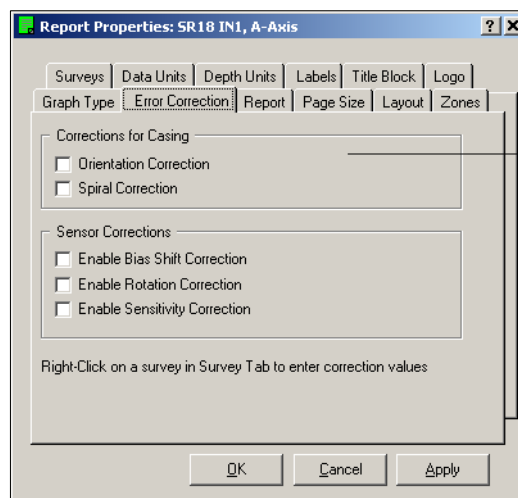 Report Properties: SR18 IN1, A-Axis
Surveys Data Units Depth Units Labels Title Block Logo
Graph Type Error Correction Report Page Size Layout Zones
Corrections for Casing
Orientation Correction
Spiral Correction
Sensor Corrections
Enable Bias Shift Correction
Enable Rotation Correction
Enable Sensitivity Correction
Right-Click on a survey in Survey Tab to enter correction values
OK Cancel Apply